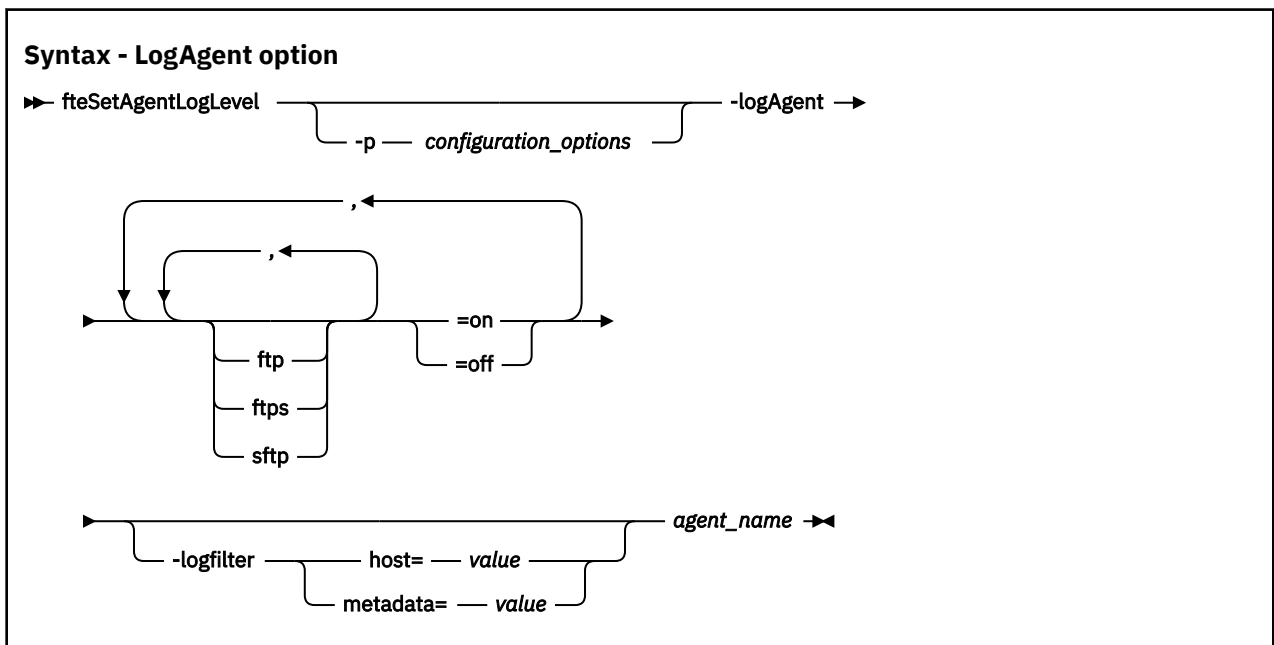 Syntax - LogAgent option
fteSetAgentLogLevel -logAgent
-p configuration_options
,
,
=on
ftp =off
ftps
sftp
agent_name
-logfilter host= value
metadata= value